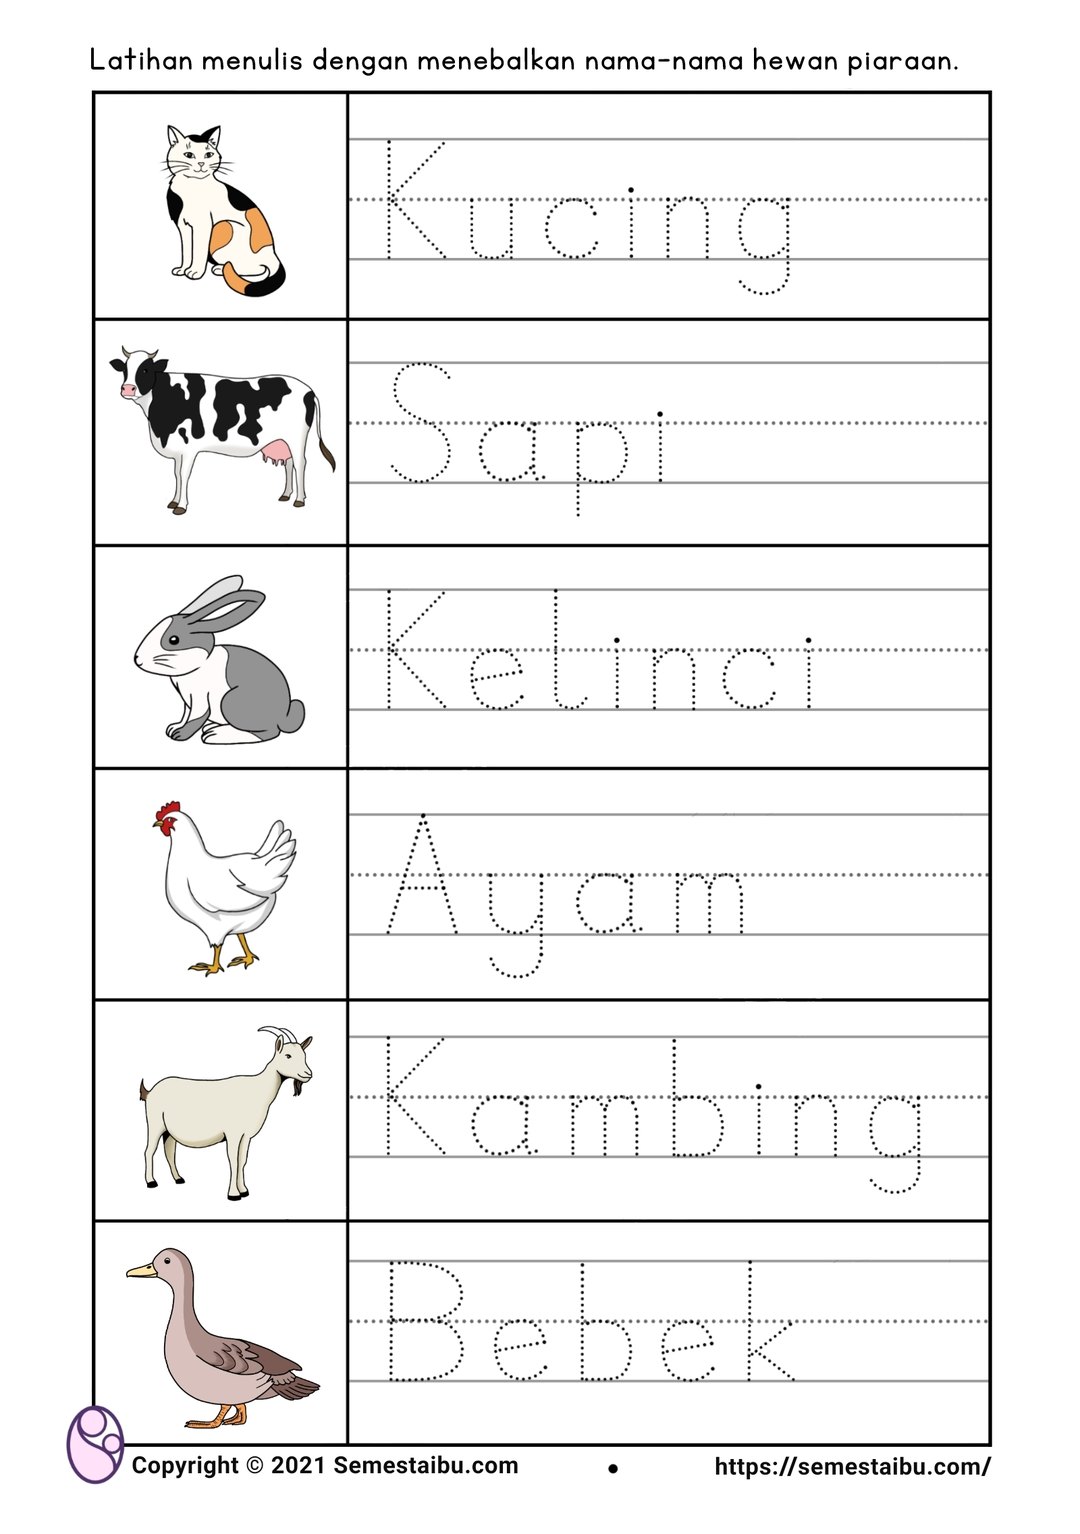 Latihan menulis dengan menebalkan nama-nama hewan piaraan.
Kucing
Sapi
Kelinci
Ayam
Kambing
Bebek
Copyright © 2021 Semestaibu.com • https://semestaibu.com/